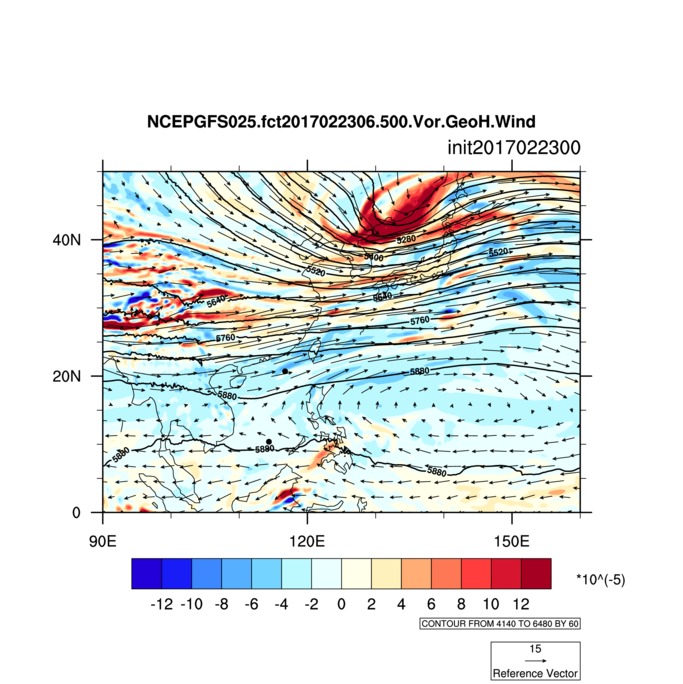 NCEPGFS025.fct2017022306.500.Vor.GeoH.Wind
init2017022300
40N
20N
0
5280
5400
5520
5520
5640
5640
5760
5760
5880
5880
5880
5880
5880
90E 120E 150E
-12 -10 -8 -6 -4 -2 0 2 4 6 8 10 12
*10^(-5)
CONTOUR FROM 4140 TO 6480 BY 60
15
Reference Vector